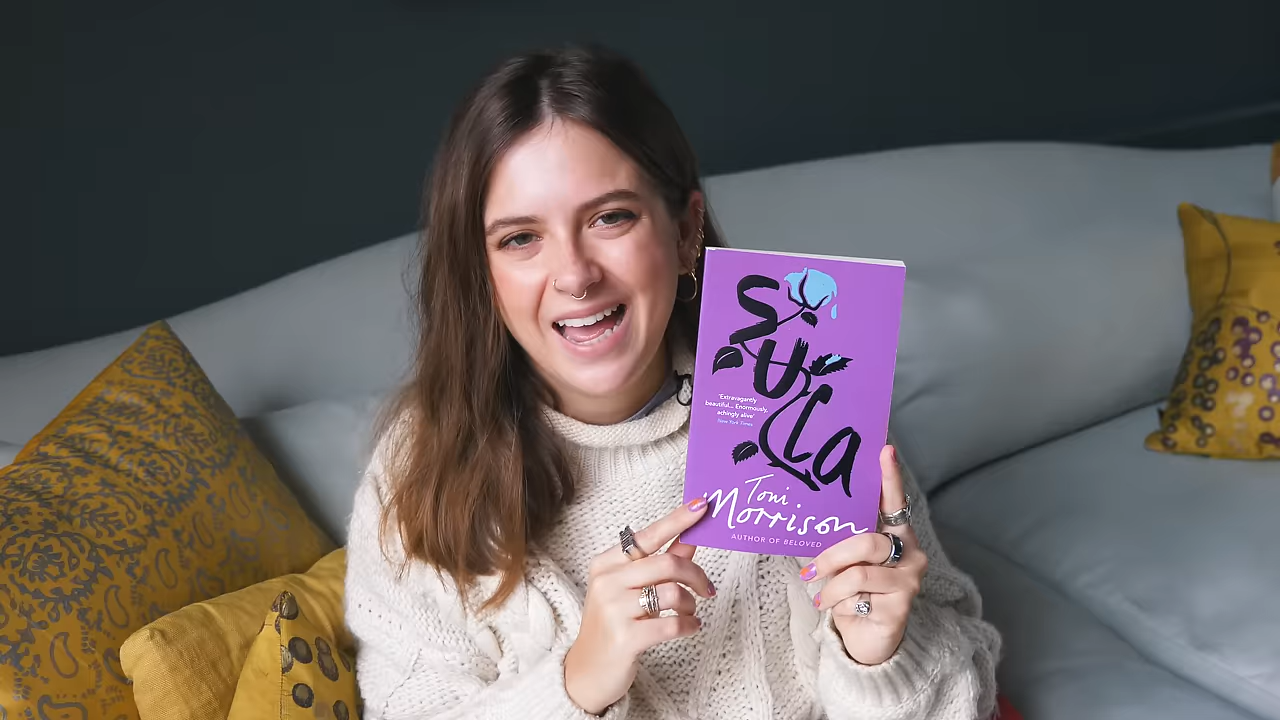 Sula
'Extravagantly
beautiful... Enormously,
achingly alive'
New York Times
Toni
Morrison
AUTHOR OF BELOVED